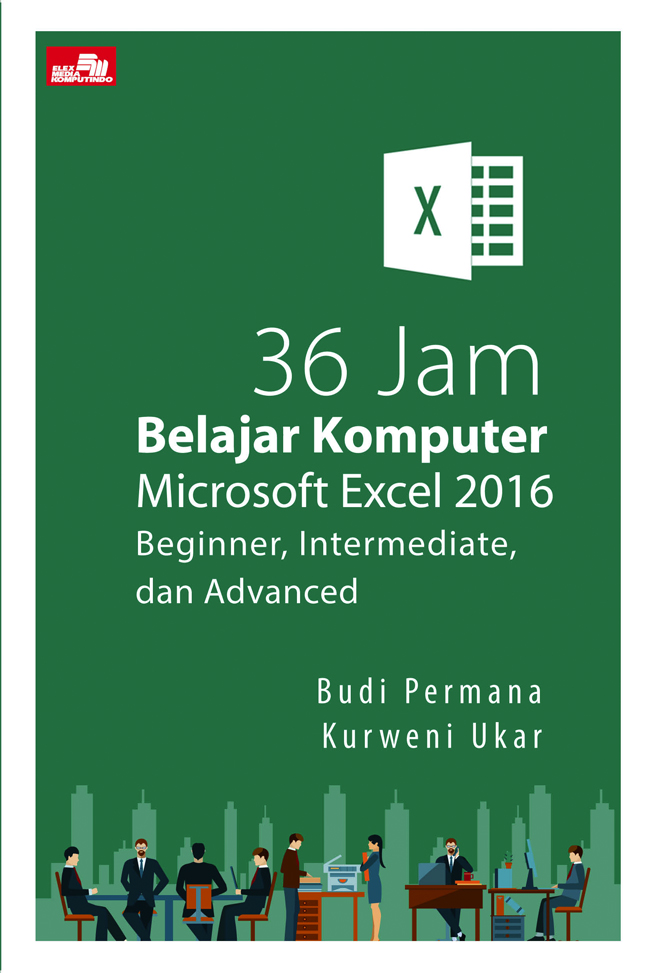 ELEX
MEDIA
KOMPUTINDO
X
36 Jam
Belajar Komputer
Microsoft Excel 2016
Beginner, Intermediate,
dan Advanced
Budi Permana
Kurweni Ukar